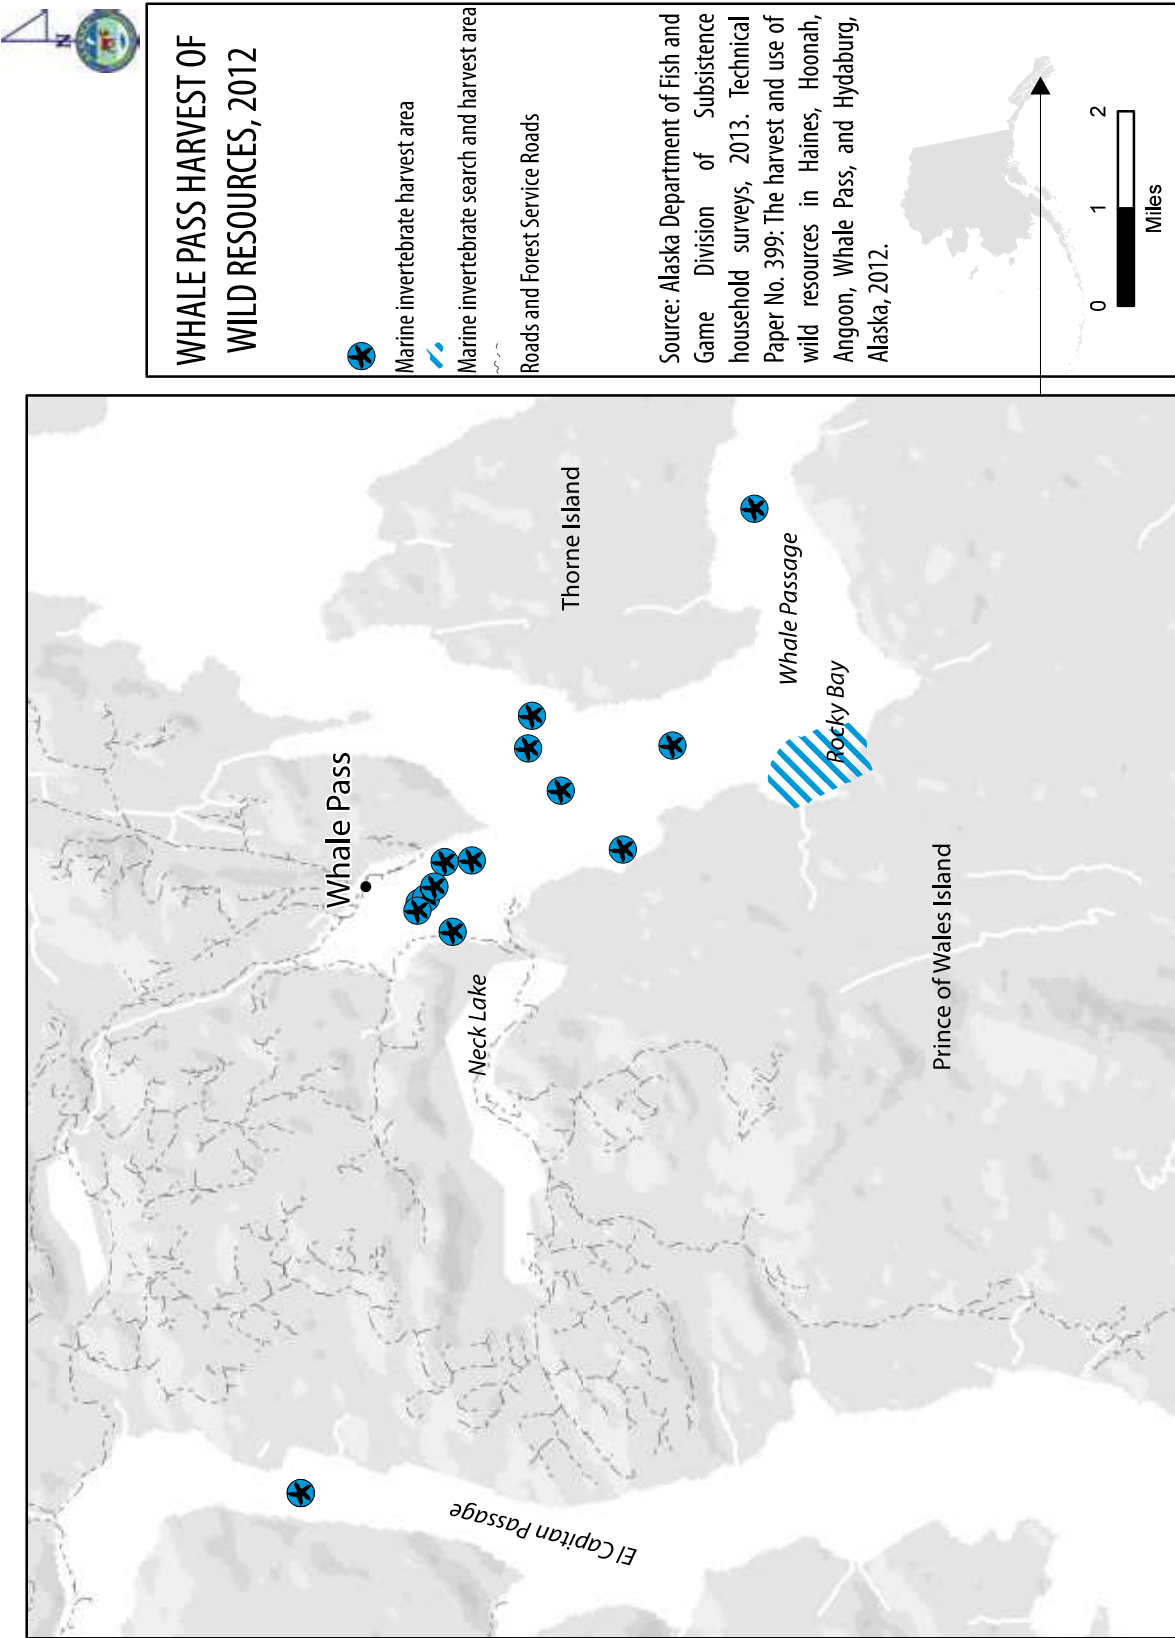 WHALE PASS HARVEST OF
WILD RESOURCES, 2012
Marine invertebrate harvest area
Marine invertebrate search and harvest area
Roads and Forest Service Roads
Source: Alaska Department of Fish and
Game Division of Subsistence
household surveys, 2013. Technical
Paper No. 399: The harvest and use of
wild resources in Haines, Hoonah,
Angoon, Whale Pass, and Hydaburg,
Alaska, 2012.
0 1 2
Miles
N
Whale Pass
Neck Lake
Thorne Island
Whale Passage
Rocky Bay
Prince of Wales Island
El Capitan Passage